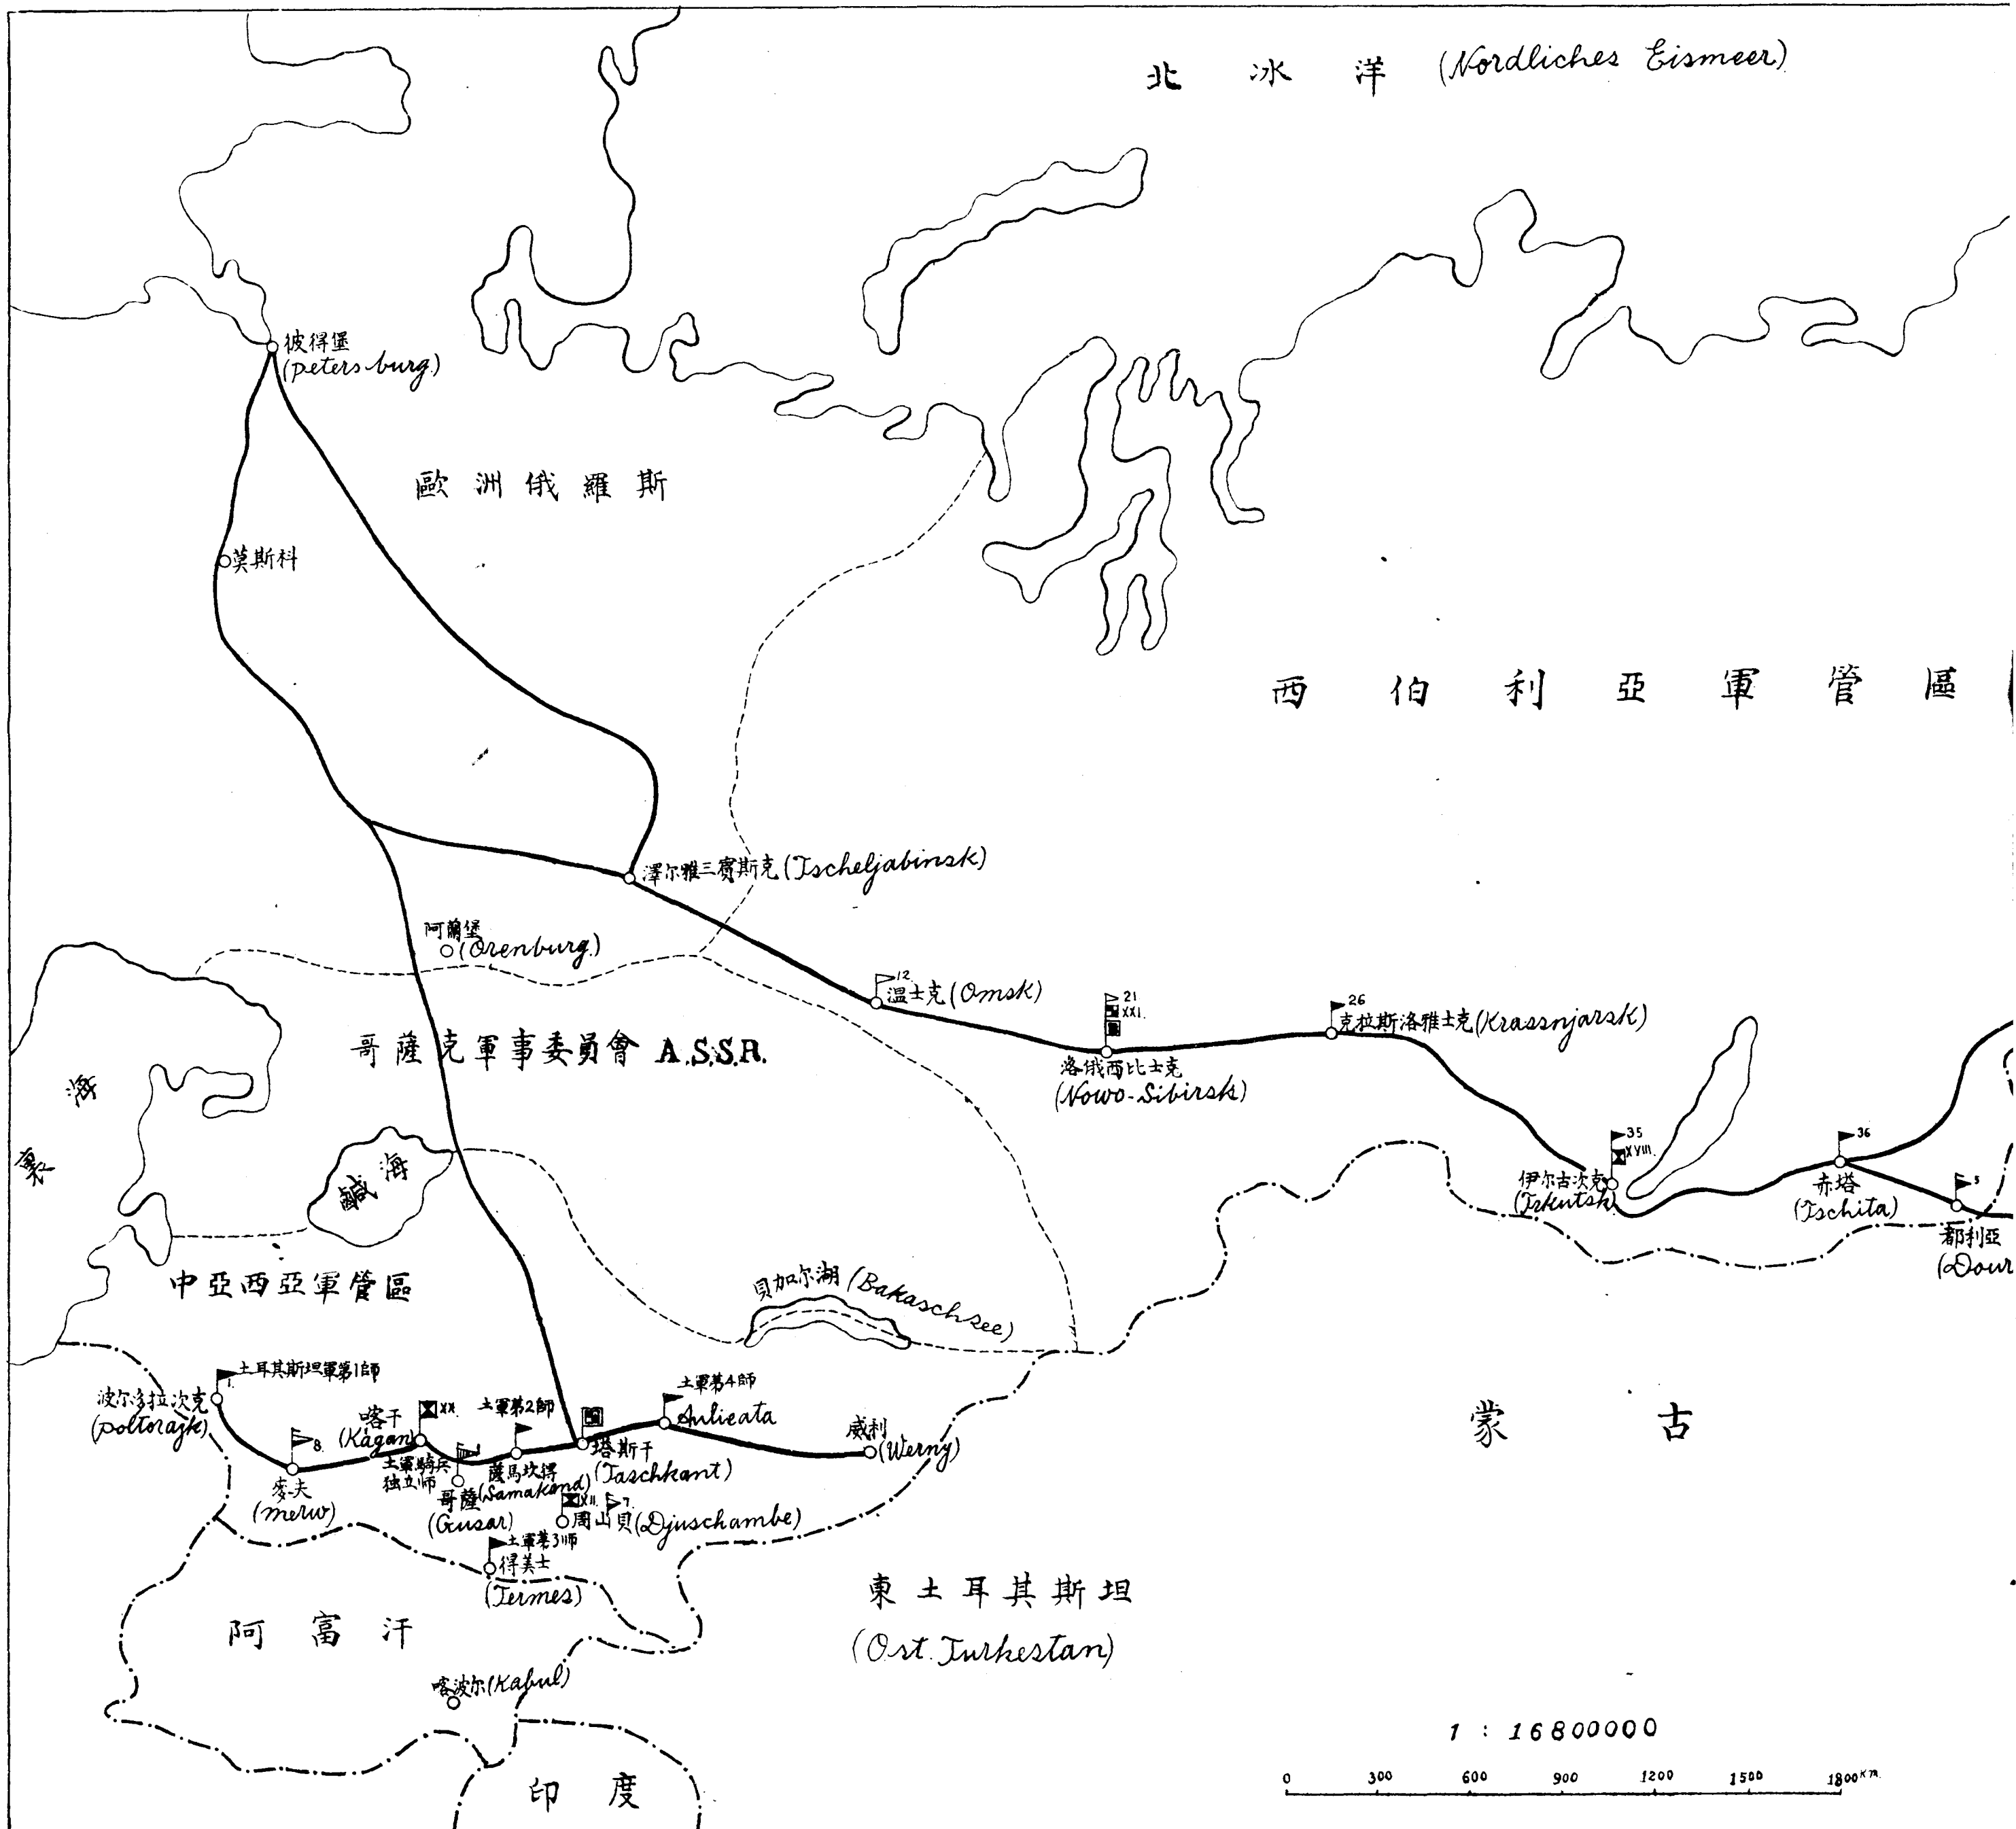 北冰洋 (Nordliches Eismeer)
彼得堡
(Petersburg.)
歐洲俄羅斯
莫斯科
西伯利亞軍管區
澤尔雅三賓斯克 (Tscheljabinsk)
阿蘭堡
(Orenburg.)
12
溫士克 (Omsk)
21
XXI.
洛俄西比士克
(Nowo-Sibirsk)
26
克拉斯洛雅士克 (Krassnjarsk)
哥薩克軍事委員會 A.S.S.R.
裏海
鹹海
35
XVIII.
伊尔古次克
(Irkutsk)
36
赤塔
(Tschita)
5
都利亞
(Dour
中亞西亞軍管區
貝加尔湖 (Bakaschsee)
1.
土耳其斯坦軍第1師
波尔多拉次克
(Poltorajk)
8.
麥夫
(Merw)
XX.
喀干
(Kagan)
土軍騎兵
独立师
哥薩
(Gusar)
土軍第2師
薩馬坎得
(Samakand)
塔斯干
(Taschkant)
土軍第4師
Aulieata
威利
(Werny)
XII.
7.
周山貝 (Djuschambe)
土軍第3师
得美士
(Termes)
蒙古
東土耳其斯坦
(Ost. Turkestan)
阿富汗
喀波尔 (Kabul)
印度
1 : 16800000
0 300 600 900 1200 1500 1800 K.m.